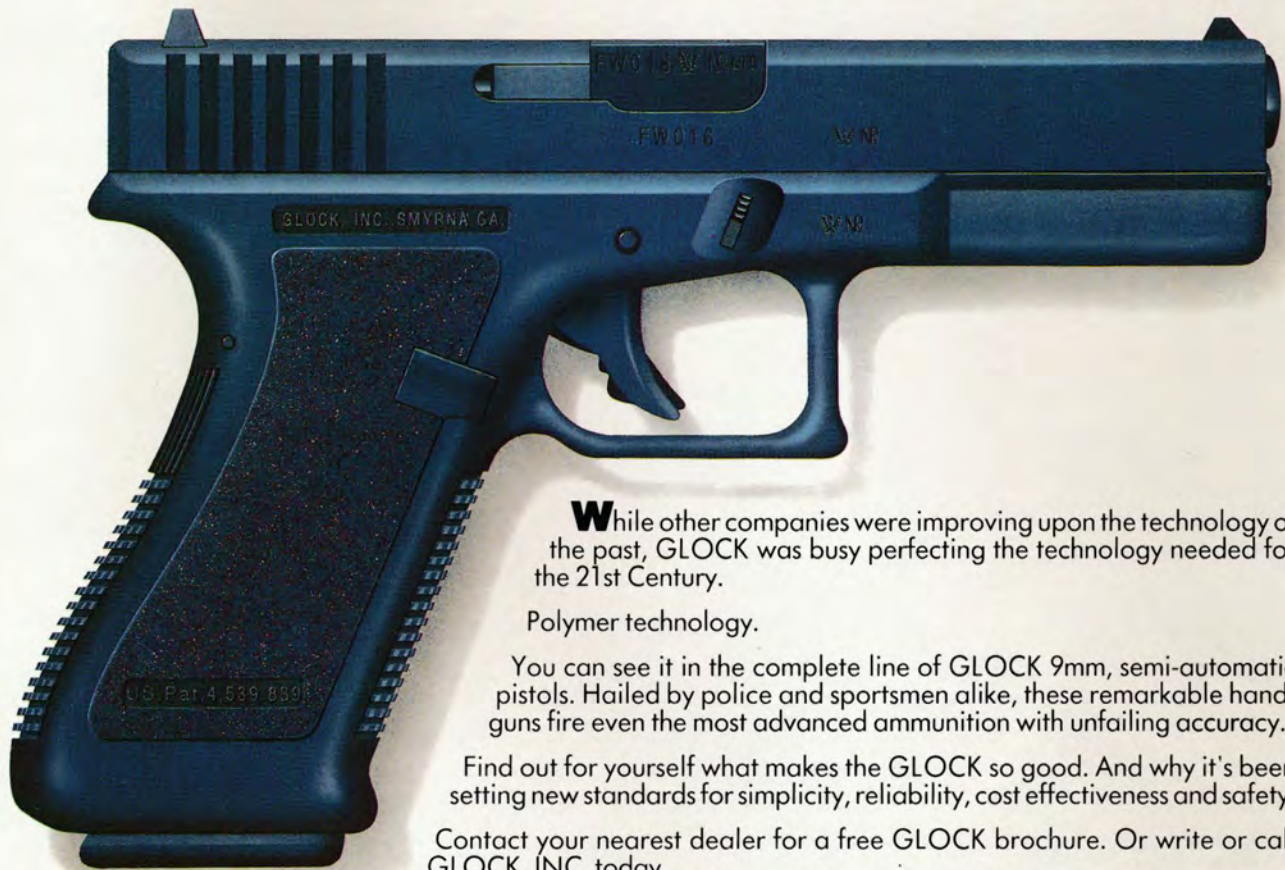 FW016
GLOCK, INC. SMYRNA GA.
US. Pat. 4,539,889
While other companies were improving upon the technology o
the past, GLOCK was busy perfecting the technology needed fo
the 21st Century.
Polymer technology.
You can see it in the complete line of GLOCK 9mm, semi-automati
pistols. Hailed by police and sportsmen alike, these remarkable hand
guns fire even the most advanced ammunition with unfailing accuracy.
Find out for yourself what makes the GLOCK so good. And why it's been
setting new standards for simplicity, reliability, cost effectiveness and safety
Contact your nearest dealer for a free GLOCK brochure. Or write or cal
GLOCK, INC. today.